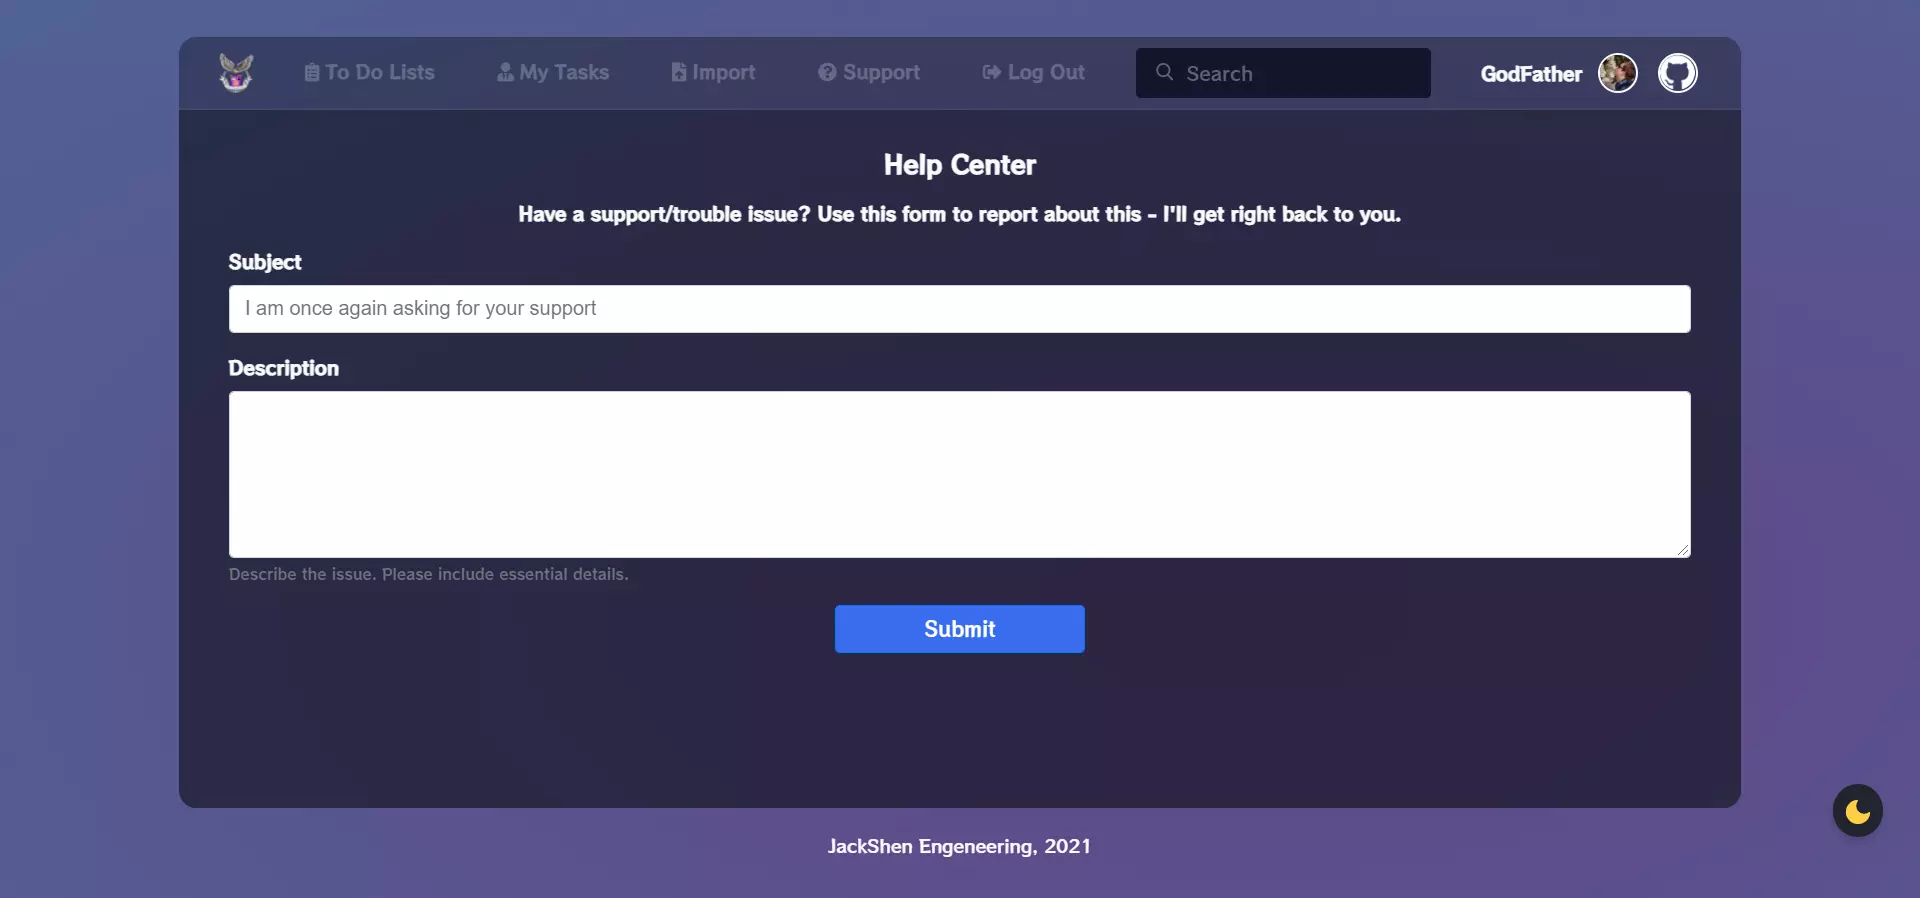 To Do Lists My Tasks Import Support Log Out Search GodFather
Help Center
Have a support/trouble issue? Use this form to report about this - I'll get right back to you.
Subject
I am once again asking for your support
Description
Describe the issue. Please include essential details.
Submit
JackShen Engeneering, 2021